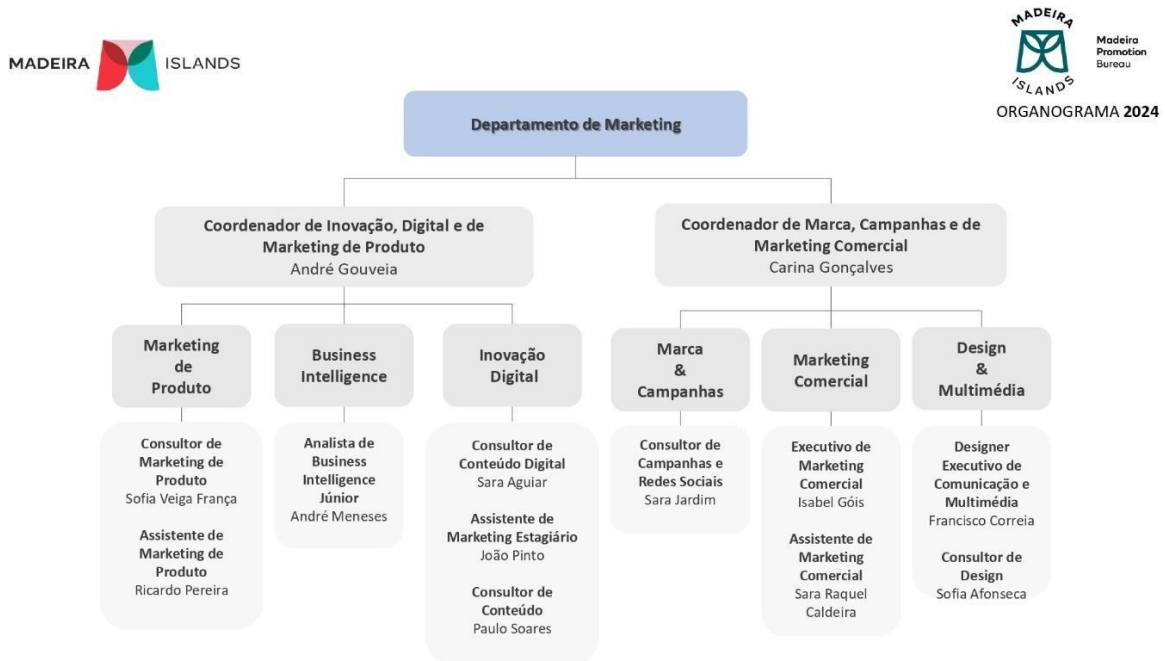 MADEIRA ISLANDS
MADEIRA
ISLANDS
Madeira
Promotion
Bureau
ORGANOGRAMA 2024
Departamento de Marketing
Coordenador de Inovação, Digital e de
Marketing de Produto
André Gouveia
Coordenador de Marca, Campanhas e de
Marketing Comercial
Carina Gonçalves
Marketing
de
Produto
Business
Intelligence
Inovação
Digital
Marca
&
Campanhas
Marketing
Comercial
Design
&
Multimédia
Consultor de
Marketing de
Produto
Sofia Veiga França
Assistente de
Marketing de
Produto
Ricardo Pereira
Analista de
Business
Intelligence
Júnior
André Meneses
Consultor de
Conteúdo Digital
Sara Aguiar
Assistente de
Marketing Estagiário
João Pinto
Consultor de
Conteúdo
Paulo Soares
Consultor de
Campanhas e
Redes Sociais
Sara Jardim
Executivo de
Marketing
Comercial
Isabel Góis
Assistente de
Marketing
Comercial
Sara Raquel
Caldeira
Designer
Executivo de
Comunicação e
Multimédia
Francisco Correia
Consultor de
Design
Sofia Afonseca